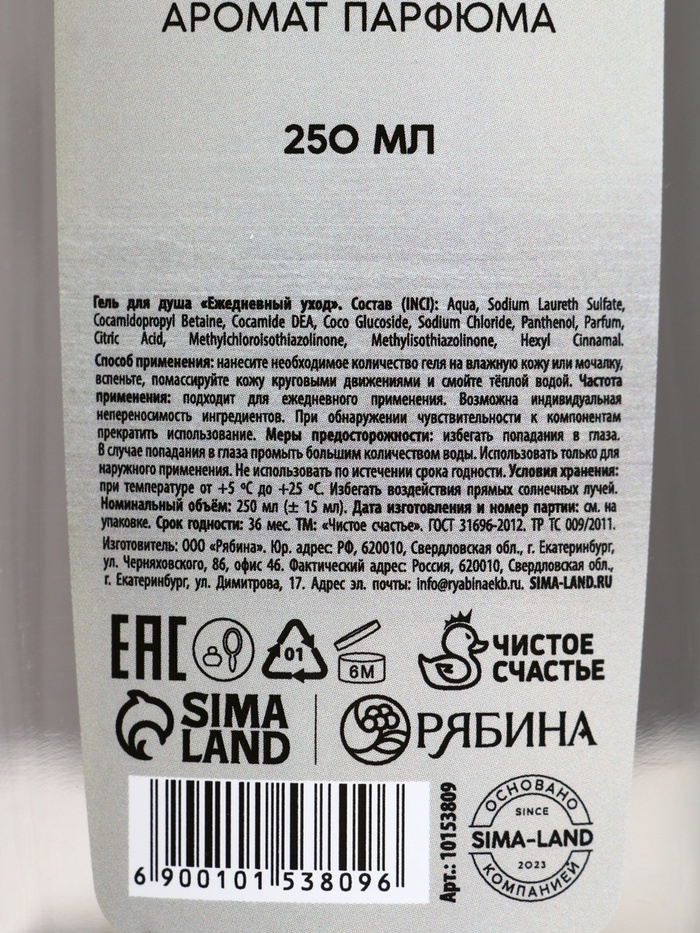 АРОМАТ ПАРФЮМА
250 МЛ
Гель для душа «Ежедневный уход». Состав (INCI): Aqua, Sodium Laureth Sulfate,
Cocamidopropyl Betaine, Cocamide DEA, Coco Glucoside, Sodium Chloride, Panthenol, Parfum,
Citric Acid, Methylchloroisothiazolinone, Methylisothiazolinone, Hexyl Cinnamal.
Способ применения: нанесите необходимое количество геля на влажную кожу или мочалку,
вспеньте, помассируйте кожу круговыми движениями и смойте тёплой водой. Частота
применения: подходит для ежедневного применения. Возможна индивидуальная
непереносимость ингредиентов. При обнаружении чувствительности к компонентам
прекратить использование. Меры предосторожности: избегать попадания в глаза.
В случае попадания в глаза промыть большим количеством воды. Использовать только для
наружного применения. Не использовать по истечении срока годности. Условия хранения:
при температуре от +5 ºС до +25 ºС. Избегать воздействия прямых солнечных лучей.
Номинальный объём: 250 мл (± 15 мл). Дата изготовления и номер партии: см. на
упаковке. Срок годности: 36 мес. ТМ: «Чистое счастье». ГОСТ 31696-2012. ТР ТС 009/2011.
Изготовитель: ООО «Рябина». Юр. адрес: РФ, 620010, Свердловская обл., г. Екатеринбург,
ул. Черняховского, 86, офис 46. Фактический адрес: Россия, 620010, Свердловская обл.,
г. Екатеринбург, ул. Димитрова, 17. Адрес эл. почты: info@ryabinaekb.ru. SIMA-LAND.RU
EAC
01
6M
ЧИСТОЕ
СЧАСТЬЕ
SIMA
LAND
РЯБИНА
6 900101 538096
Арт.: 10153809
ОСНОВАНО
SINCE
SIMA-LAND
2023
КОМПАНИЕЙ